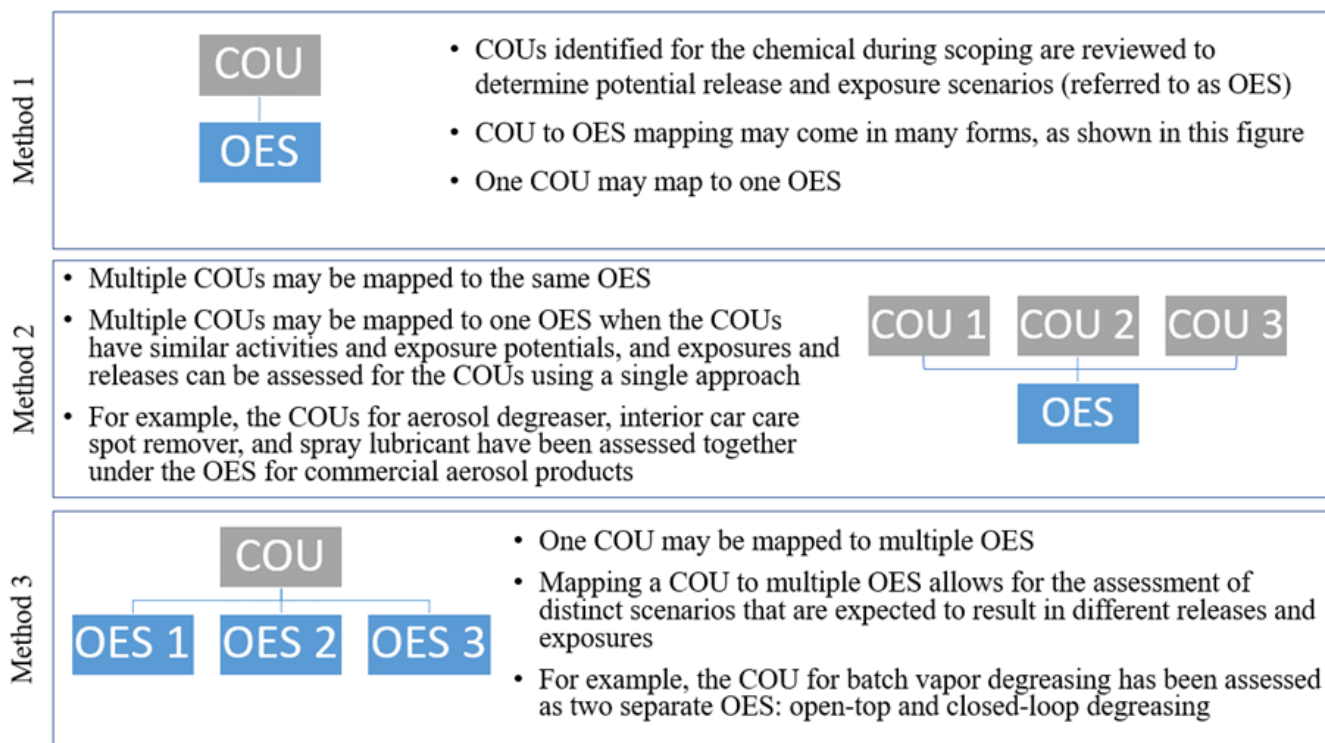 Method 1
COU
OES
• COUs identified for the chemical during scoping are reviewed to
determine potential release and exposure scenarios (referred to as OES)
• COU to OES mapping may come in many forms, as shown in this figure
• One COU may map to one OES
Method 2
• Multiple COUs may be mapped to the same OES
• Multiple COUs may be mapped to one OES when the COUs
have similar activities and exposure potentials, and exposures and
releases can be assessed for the COUs using a single approach
• For example, the COUs for aerosol degreaser, interior car care
spot remover, and spray lubricant have been assessed together
under the OES for commercial aerosol products
COU 1 COU 2 COU 3
OES
Method 3
COU
OES 1 OES 2 OES 3
• One COU may be mapped to multiple OES
• Mapping a COU to multiple OES allows for the assessment of
distinct scenarios that are expected to result in different releases and
exposures
• For example, the COU for batch vapor degreasing has been assessed
as two separate OES: open-top and closed-loop degreasing